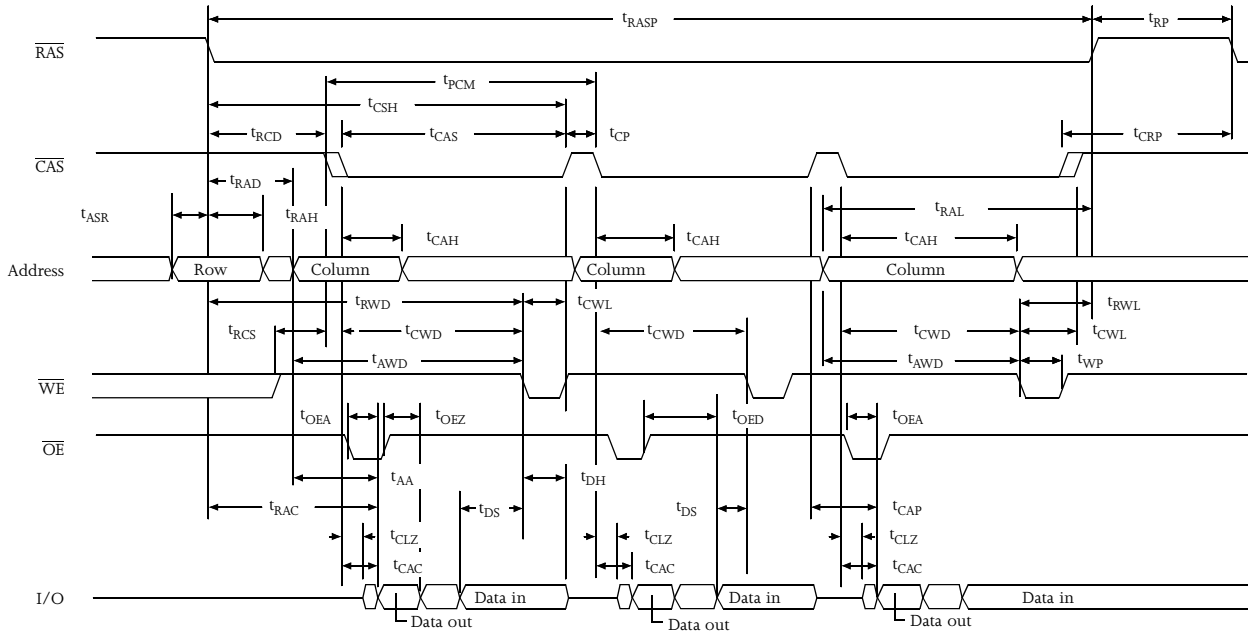 tRASP tRP
RAS
tPCM
tCSH
tRCD tCAS tCP tCRP
CAS
tRAD
tASR tRAH tRAL
tCAH tCAH tCAH
Address Row Column Column Column
tRWD tCWL tRWL
tRCS tCWD tCWD tCWD tCWL
tAWD tAWD tWP
WE
tOEA tOEZ tOED tOEA
OE
tAA tDH
tRAC tDS tDS tCAP
tCLZ tCLZ tCLZ
tCAC tCAC tCAC
I/O Data in Data in Data in
Data out Data out Data out